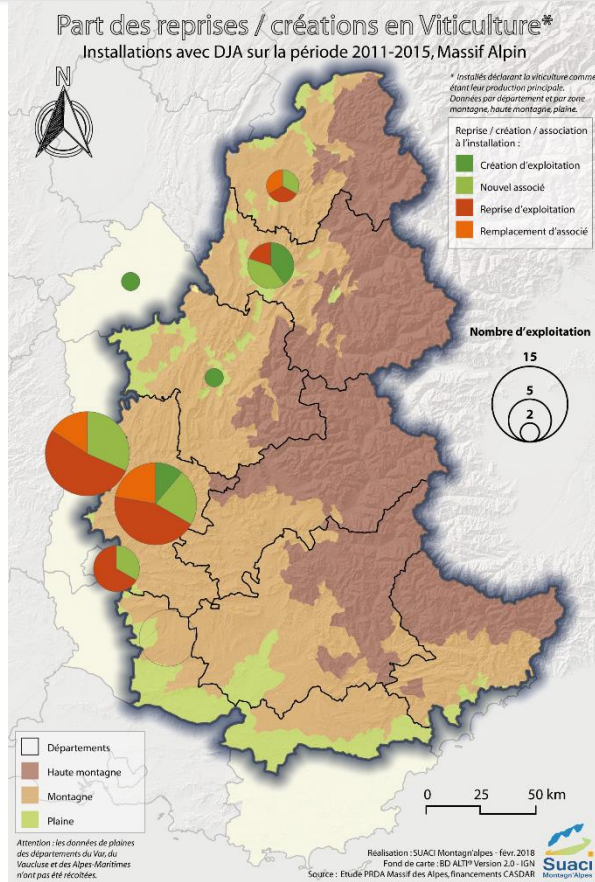 Part des reprises / créations en Viticulture*
Installations avec DJA sur la période 2011-2015, Massif Alpin
N
* Installés déclarant la viticulture comme
étant leur production principale.
Données par département et par zone
montagne, haute montagne, plaine.
Reprise / création / association
à l'installation :
Création d'exploitation
Nouvel associé
Reprise d'exploitation
Remplacement d'associé
Nombre d'exploitation
15
5
2
Départements
Haute montagne
Montagne
Plaine
0 25 50 km
Attention : les données de plaines
des départements du Var, du
Vaucluse et des Alpes-Maritimes
n'ont pas été récoltées.
Réalisation : SUACI Montagn'alpes - févr. 2018
Fond de carte : BD ALTI® Version 2.0 - IGN
Source : Etude PRDA Massif des Alpes, financements CASDAR
Suaci
Montagn'Alpes